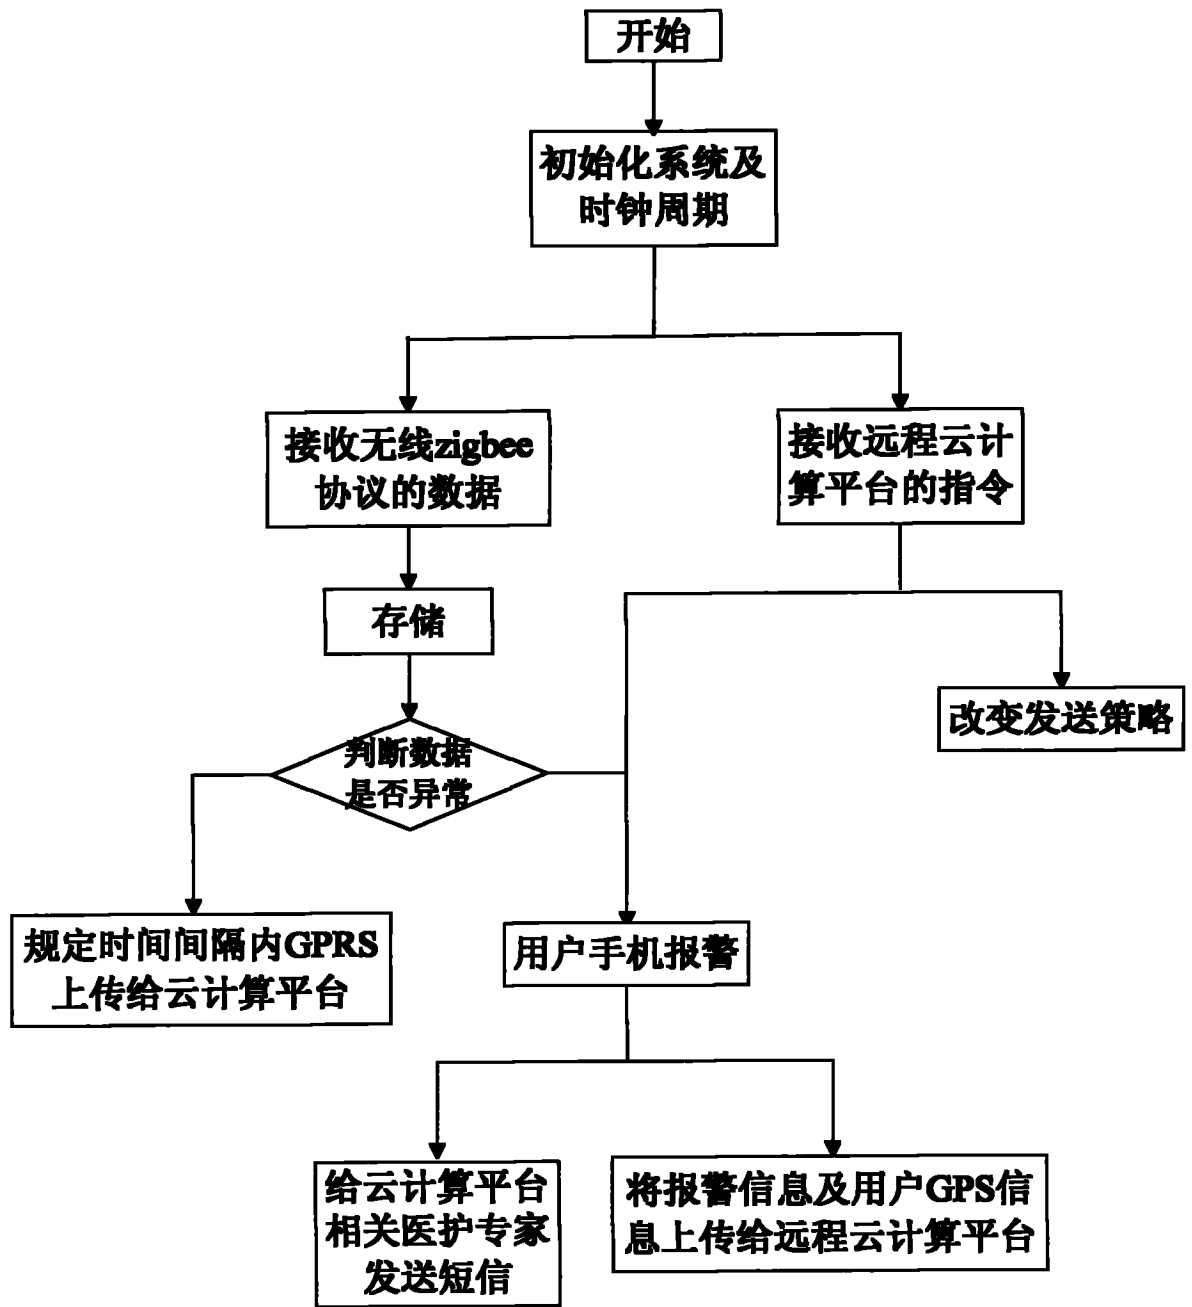 开始
初始化系统及
时钟周期
接收无线zigbee
协议的数据
接收远程云计
算平台的指令
存储
改变发送策略
判断数据
是否异常
规定时间间隔内GPRS
上传给云计算平台
用户手机报警
给云计算平台
相关医护专家
发送短信
将报警信息及用户GPS信
息上传给远程云计算平台